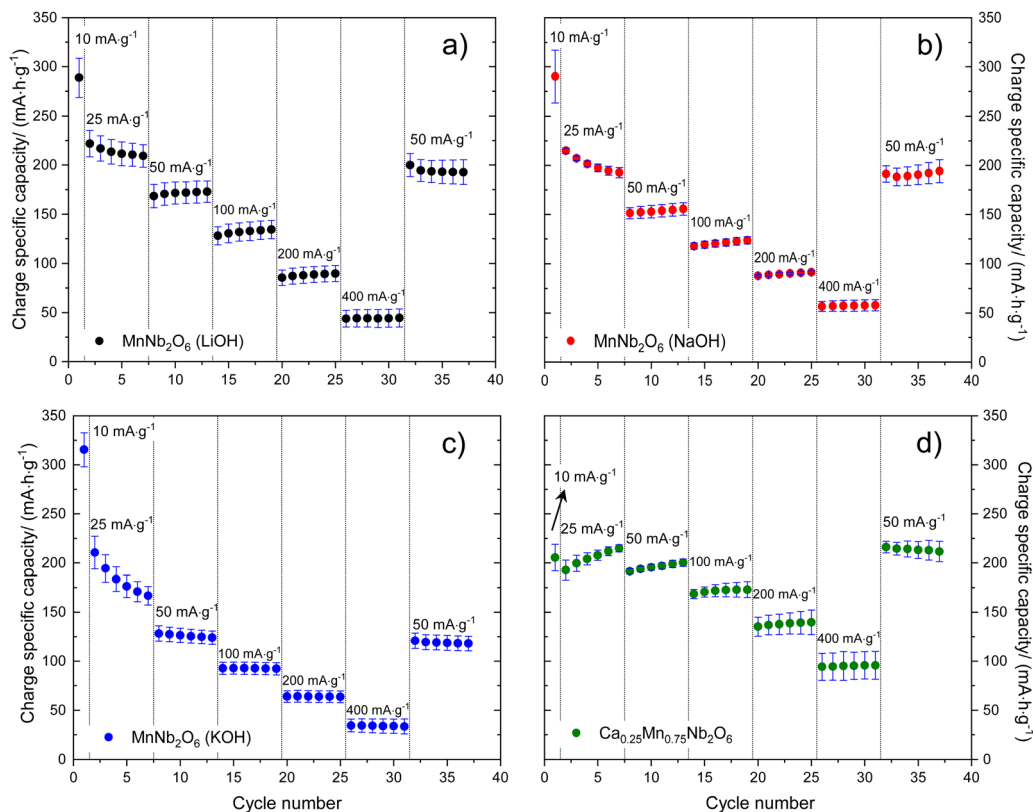 a)
Charge specific capacity/ (mA·h·g⁻¹)
350
300
250
200
150
100
50
0
10 mA·g⁻¹
25 mA·g⁻¹
50 mA·g⁻¹
100 mA·g⁻¹
200 mA·g⁻¹
400 mA·g⁻¹
50 mA·g⁻¹
MnNb₂O₆ (LiOH)
0 5 10 15 20 25 30 35 40
b)
10 mA·g⁻¹
25 mA·g⁻¹
50 mA·g⁻¹
100 mA·g⁻¹
200 mA·g⁻¹
400 mA·g⁻¹
50 mA·g⁻¹
MnNb₂O₆ (NaOH)
350
300
250
200
150
100
50
0
Charge specific capacity/ (mA·h·g⁻¹)
0 5 10 15 20 25 30 35 40
c)
Charge specific capacity/ (mA·h·g⁻¹)
350
300
250
200
150
100
50
0
10 mA·g⁻¹
25 mA·g⁻¹
50 mA·g⁻¹
100 mA·g⁻¹
200 mA·g⁻¹
400 mA·g⁻¹
50 mA·g⁻¹
MnNb₂O₆ (KOH)
0 5 10 15 20 25 30 35 40
Cycle number
d)
10 mA·g⁻¹
25 mA·g⁻¹
50 mA·g⁻¹
100 mA·g⁻¹
200 mA·g⁻¹
400 mA·g⁻¹
50 mA·g⁻¹
Ca₀.₂₅Mn₀.₇₅Nb₂O₆
350
300
250
200
150
100
50
0
Charge specific capacity/ (mA·h·g⁻¹)
0 5 10 15 20 25 30 35 40
Cycle number